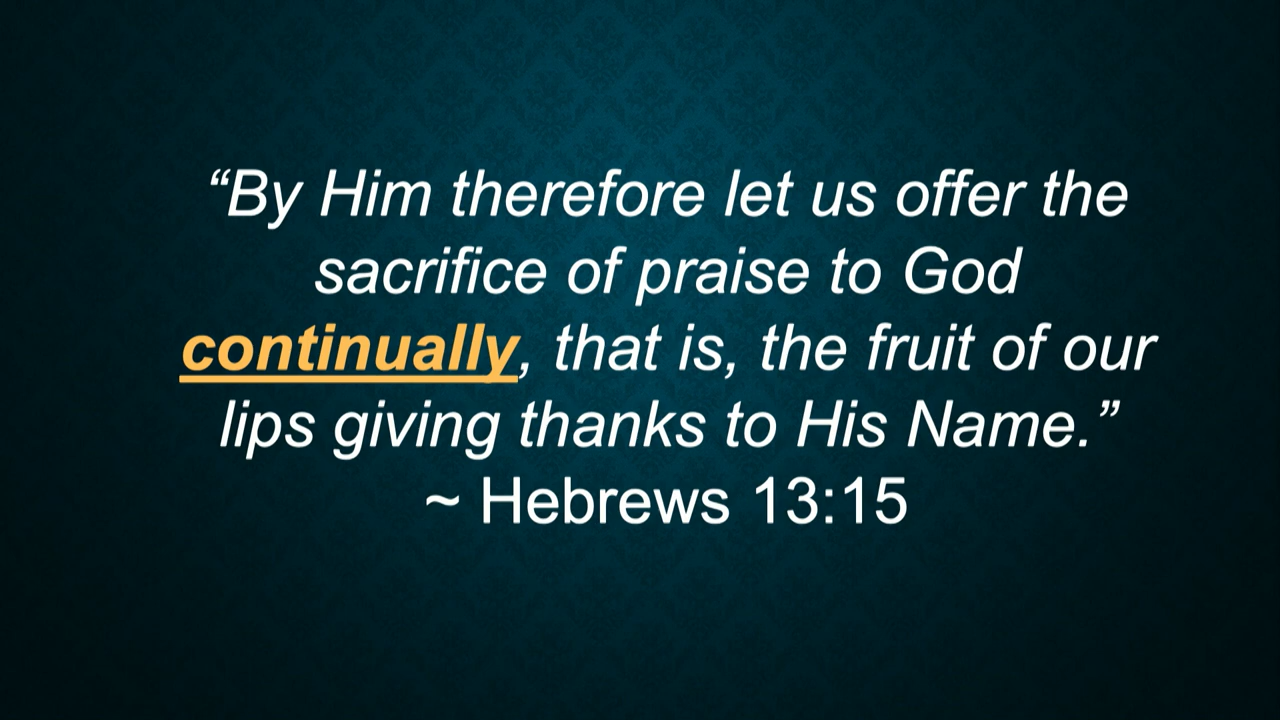 “By Him therefore let us offer the
sacrifice of praise to God
continually, that is, the fruit of our
lips giving thanks to His Name.”
~ Hebrews 13:15